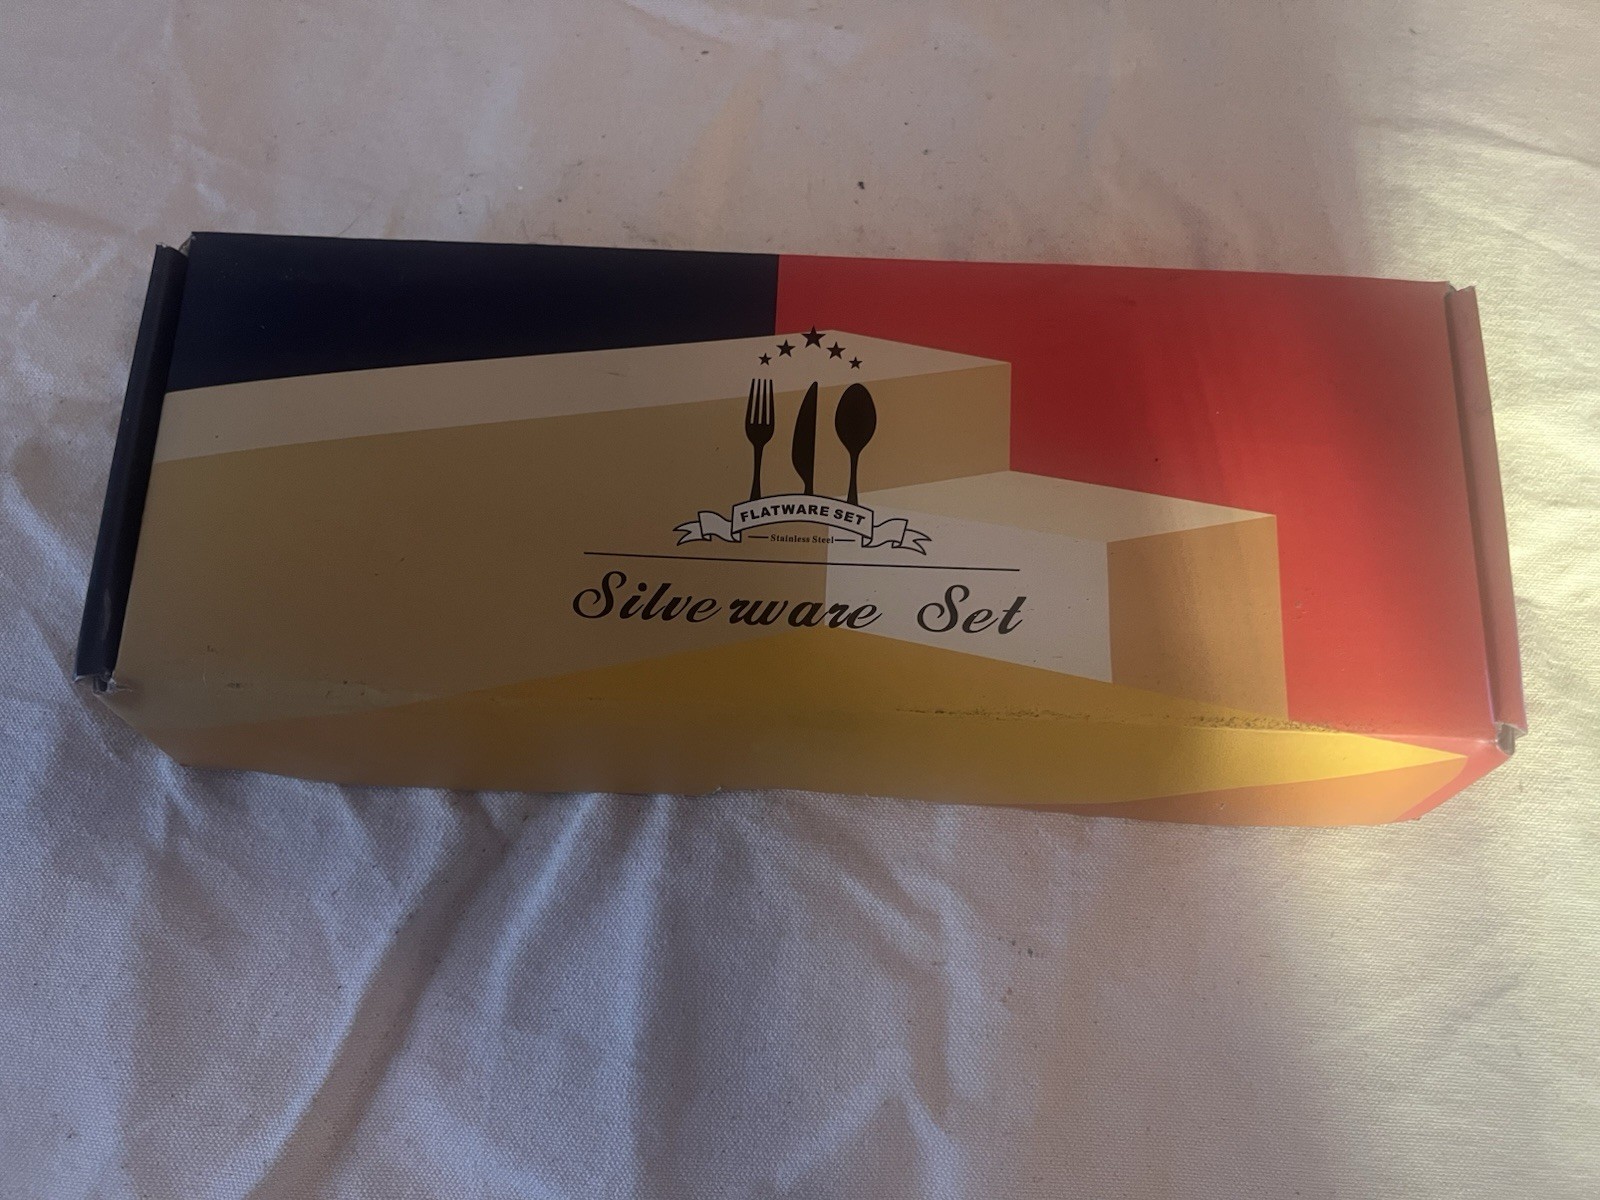 FLATWARE SET
Stainless Steel
Silverware Set